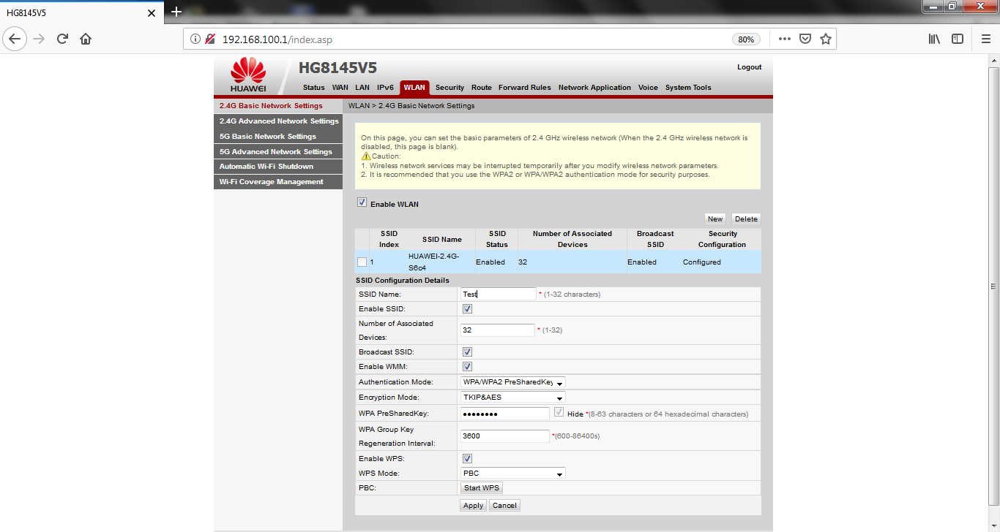 HG8145V5
192.168.100.1/index.asp
80%
HUAWEI
HG8145V5
Logout
Status WAN LAN IPv6 WLAN Security Route Forward Rules Network Application Voice System Tools
2.4G Basic Network Settings
2.4G Advanced Network Settings
5G Basic Network Settings
5G Advanced Network Settings
Automatic Wi-Fi Shutdown
Wi-Fi Coverage Management
WLAN > 2.4G Basic Network Settings
On this page, you can set the basic parameters of 2.4 GHz wireless network (When the 2.4 GHz wireless network is
disabled, this page is blank).
Caution:
1. Wireless network services may be interrupted temporarily after you modify wireless network parameters.
2. It is recommended that you use the WPA2 or WPA/WPA2 authentication mode for security purposes.
Enable WLAN
New Delete
SSID Index SSID Name SSID Status Number of Associated Devices Broadcast SSID Security Configuration
1 HUAWEI-2.4G-S6c4 Enabled 32 Enabled Configured
SSID Configuration Details
SSID Name: Test * (1-32 characters)
Enable SSID:
Number of Associated
Devices: 32 * (1-32)
Broadcast SSID:
Enable WMM:
Authentication Mode: WPA/WPA2 PreSharedKey
Encryption Mode: TKIP&AES
WPA PreSharedKey: •••••••• Hide *(8-63 characters or 64 hexadecimal characters)
WPA Group Key
Regeneration Interval: 3600 *(600-86400s)
Enable WPS:
WPS Mode: PBC
PBC: Start WPS
Apply Cancel